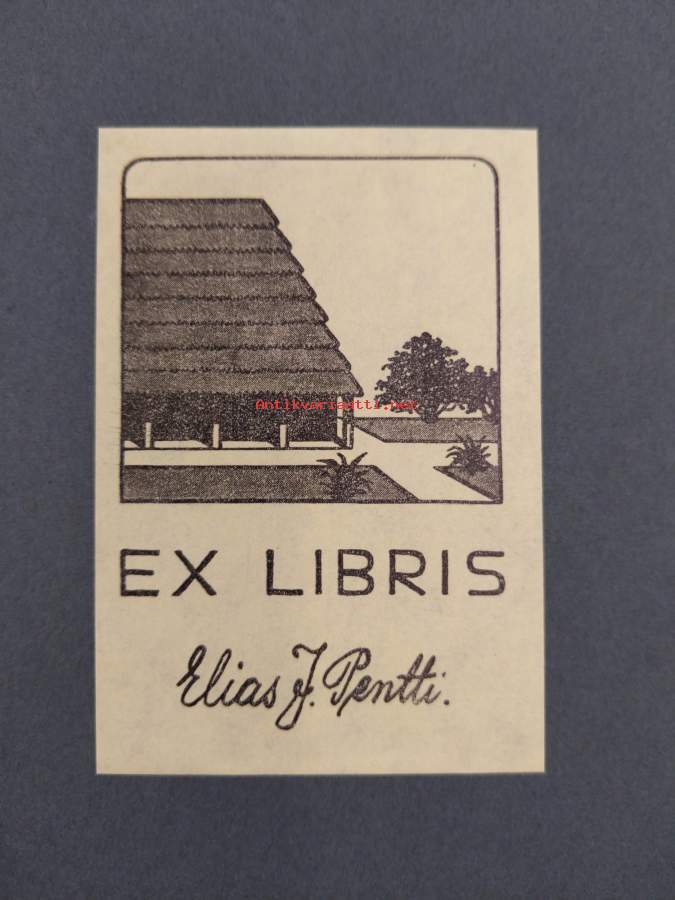 Antikvariaatti.net
EX LIBRIS
Elias J. Pentti.